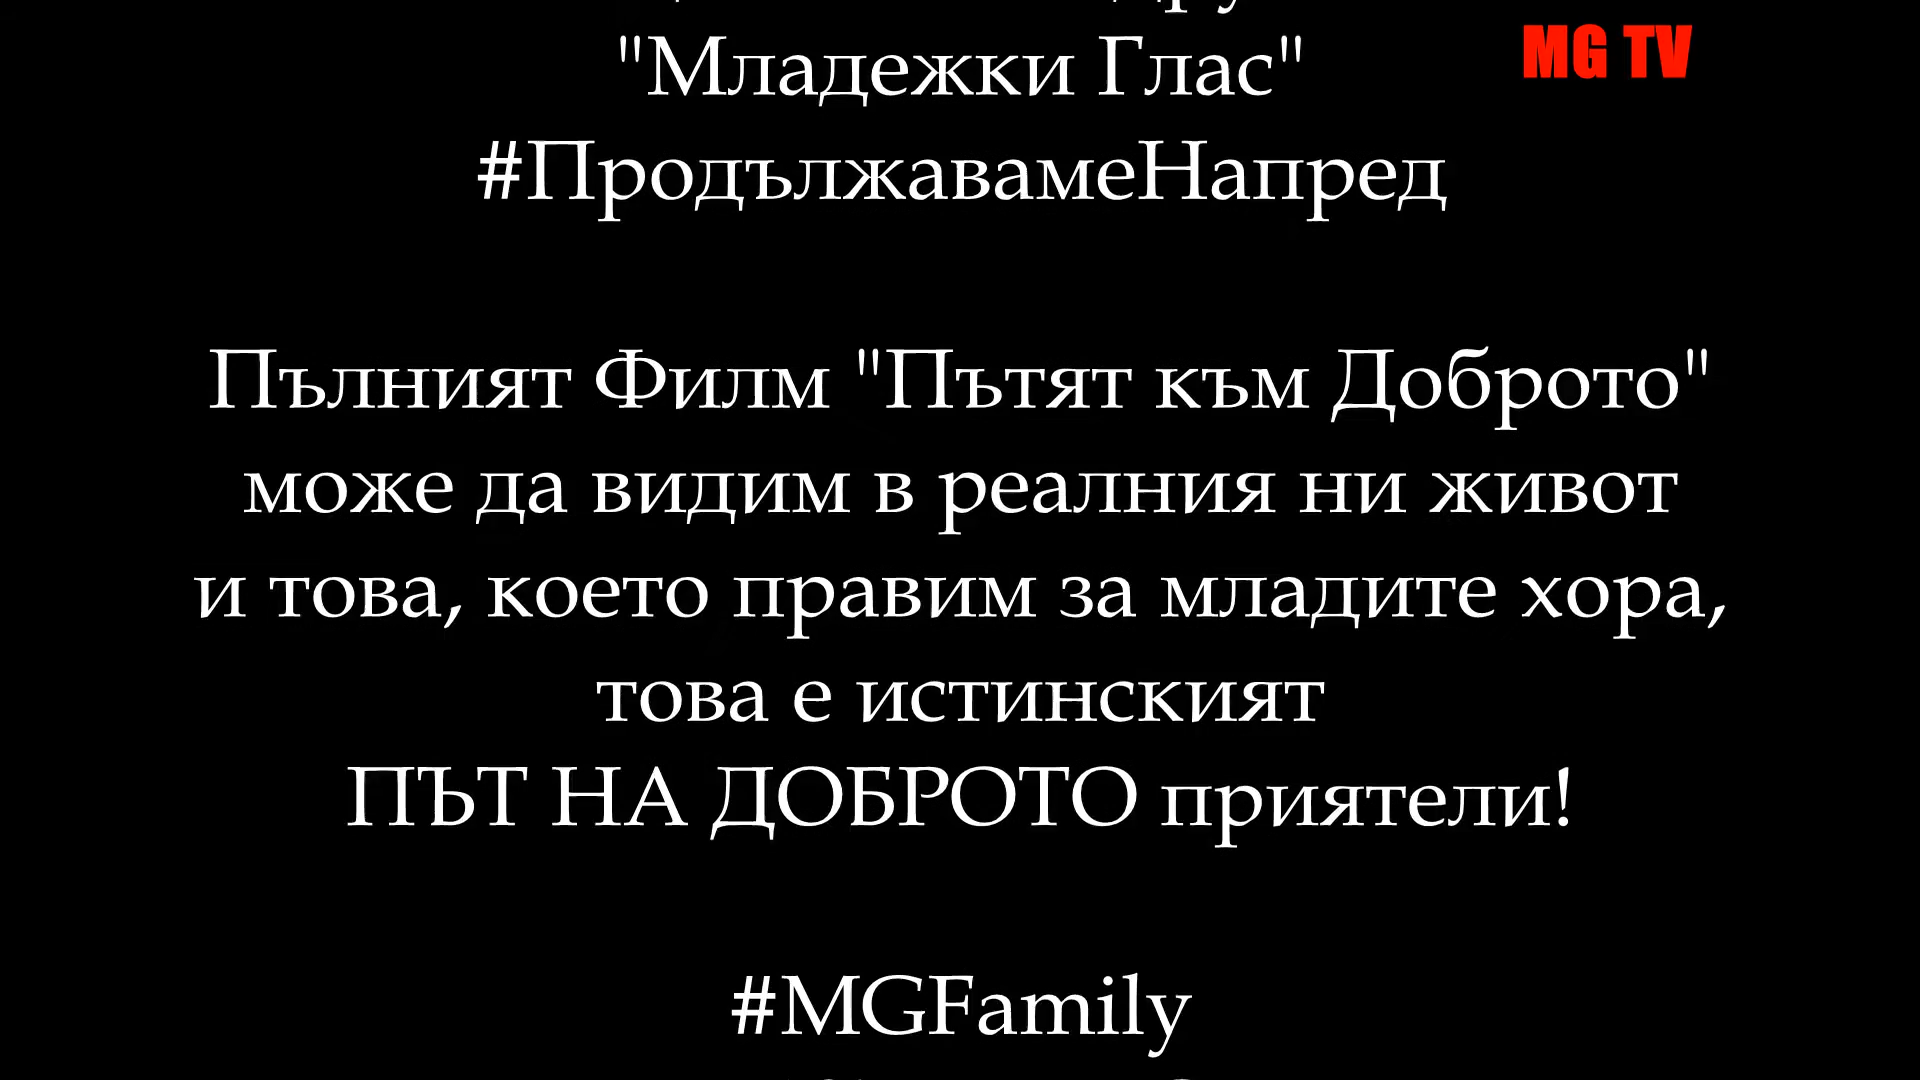 "Младежки Глас"
MG TV
#ПродължавамеНапред
Пълният Филм "Пътят към Доброто"
може да видим в реалния ни живот
и това, което правим за младите хора,
това е истинският
ПЪТ НА ДОБРОТО приятели!
#MGFamily